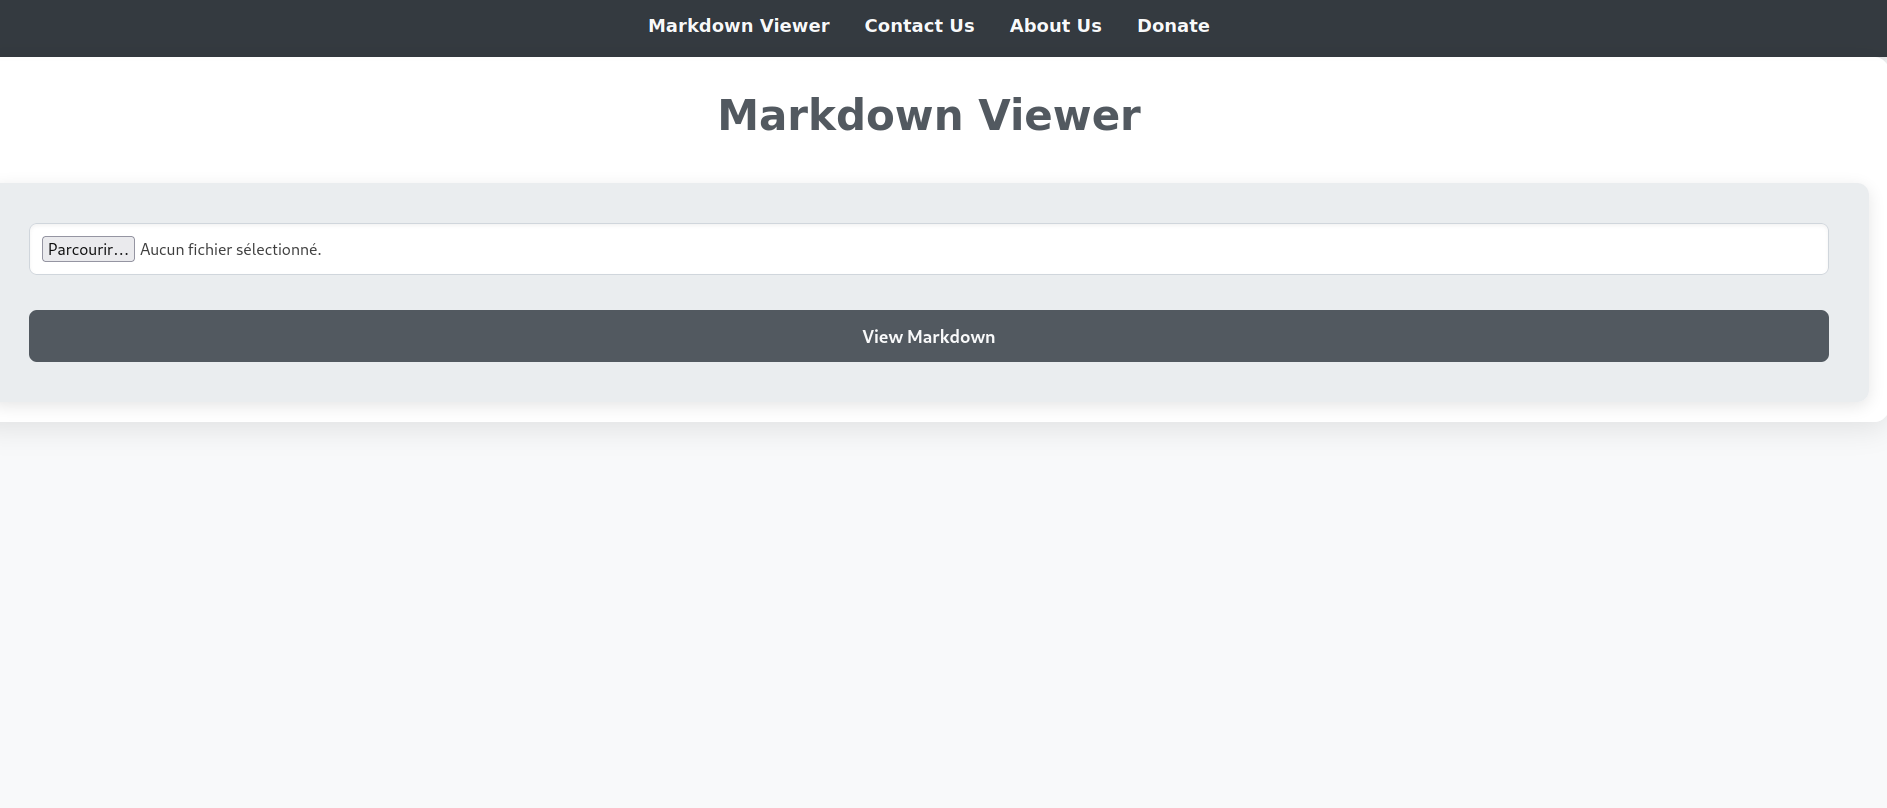 Markdown Viewer Contact Us About Us Donate
Markdown Viewer
Parcourir… Aucun fichier sélectionné.
View Markdown